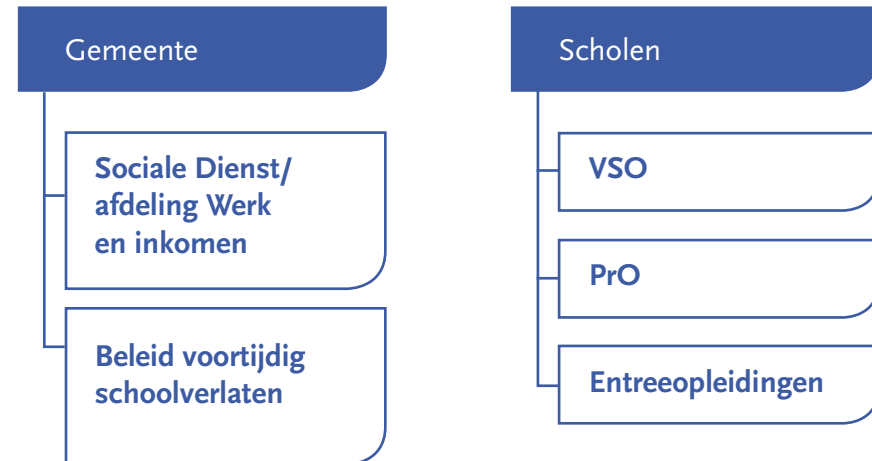 Gemeente
Sociale Dienst/
afdeling Werk
en inkomen
Beleid voortijdig
schoolverlaten
Scholen
VSO
PrO
Entreeopleidingen